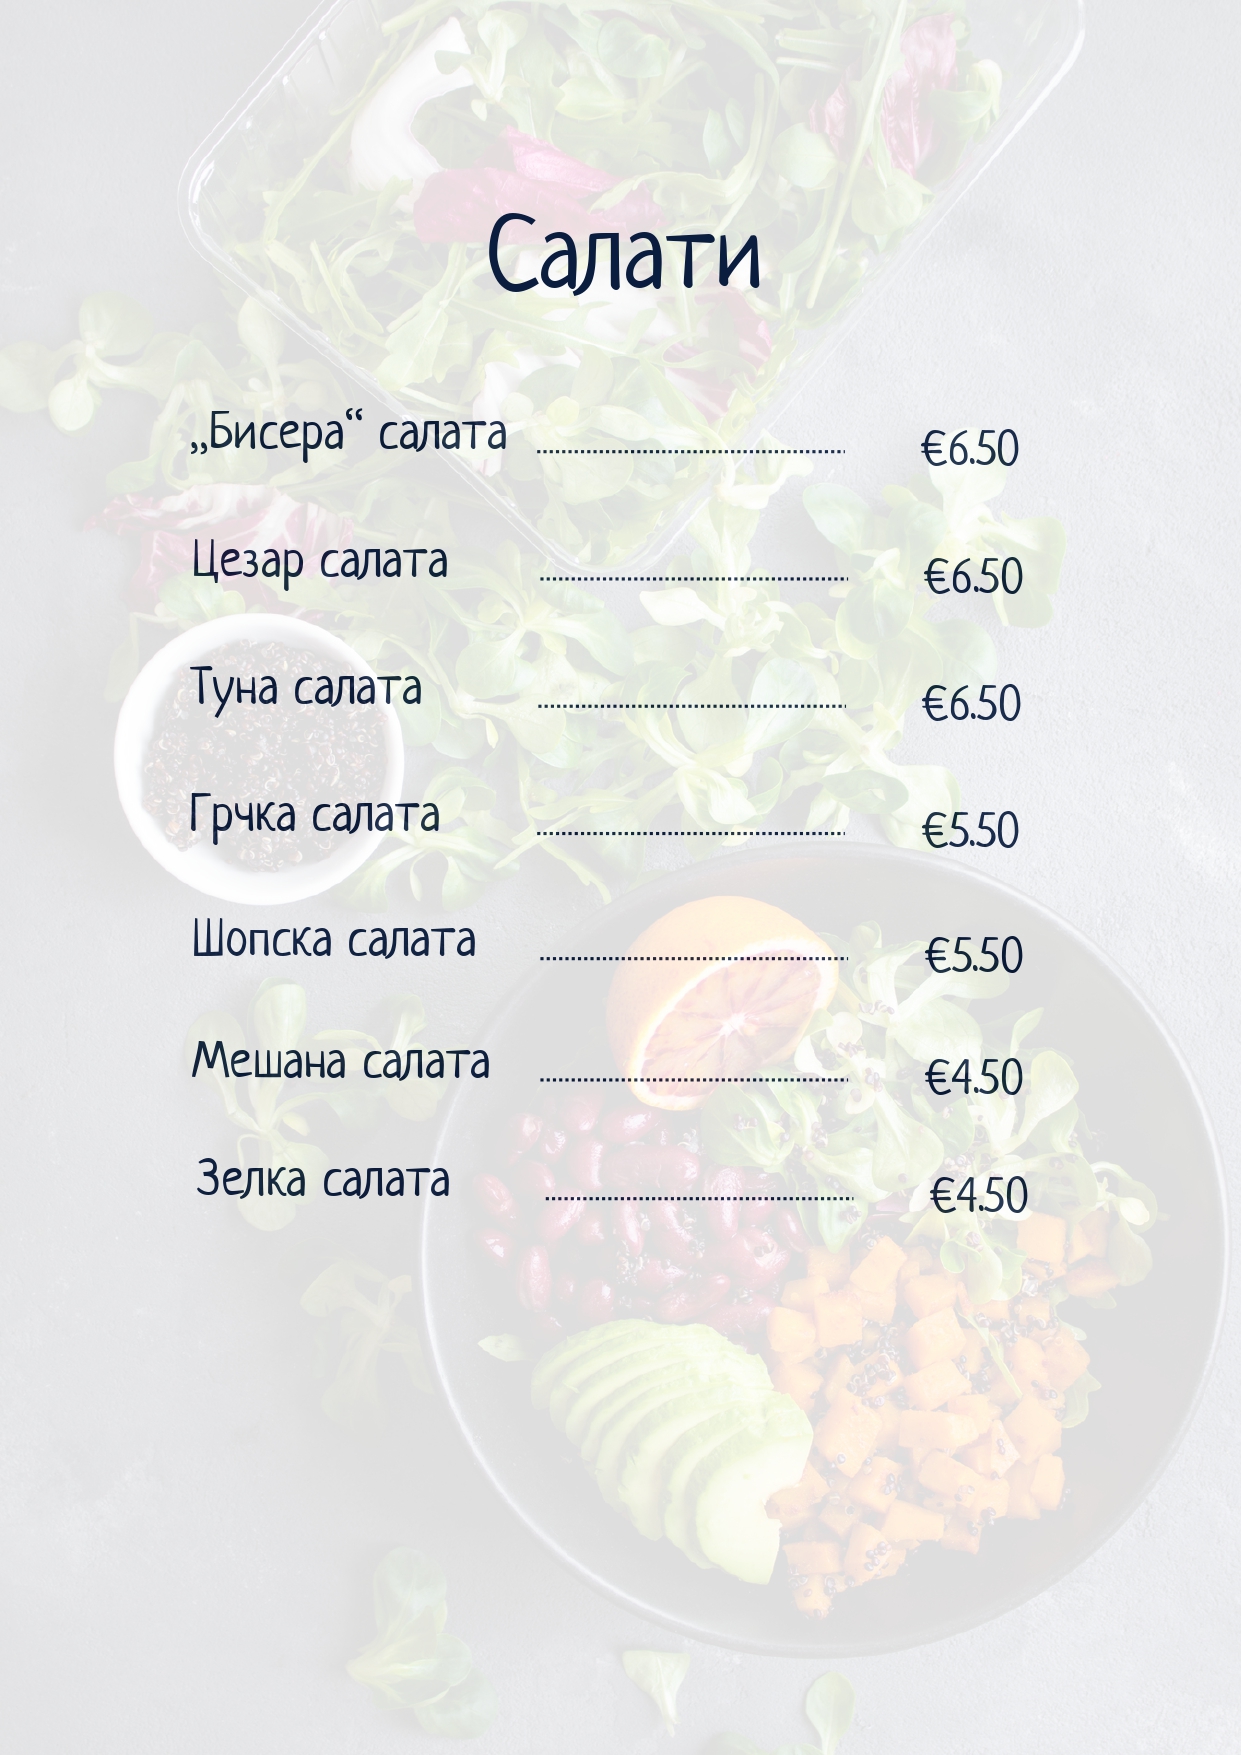 Салати
„Бисера“ салата ........ €6.50
Цезар салата ........ €6.50
Туна салата ........ €6.50
Грчка салата ........ €5.50
Шопска салата ........ €5.50
Мешана салата ........ €4.50
Зелка салата ........ €4.50